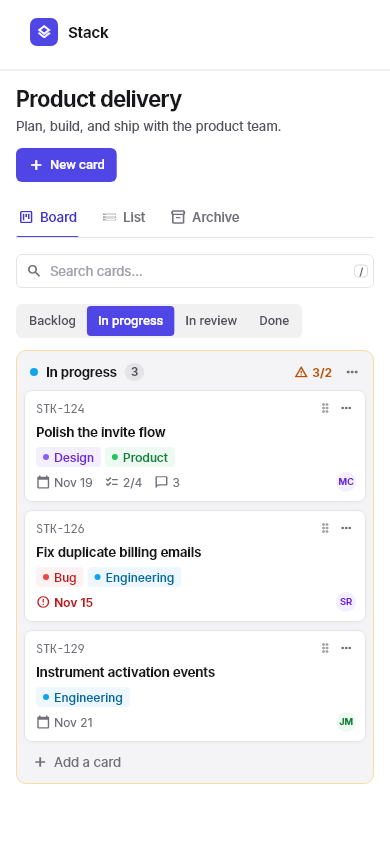 Stack
Product delivery
Plan, build, and ship with the product team.
New card
Board List Archive
Search cards... /
Backlog In progress In review Done
In progress 3 3/2
STK-124
Polish the invite flow
Design Product
Nov 19 2/4 3 MC
STK-126
Fix duplicate billing emails
Bug Engineering
Nov 15 SR
STK-129
Instrument activation events
Engineering
Nov 21 JM
Add a card